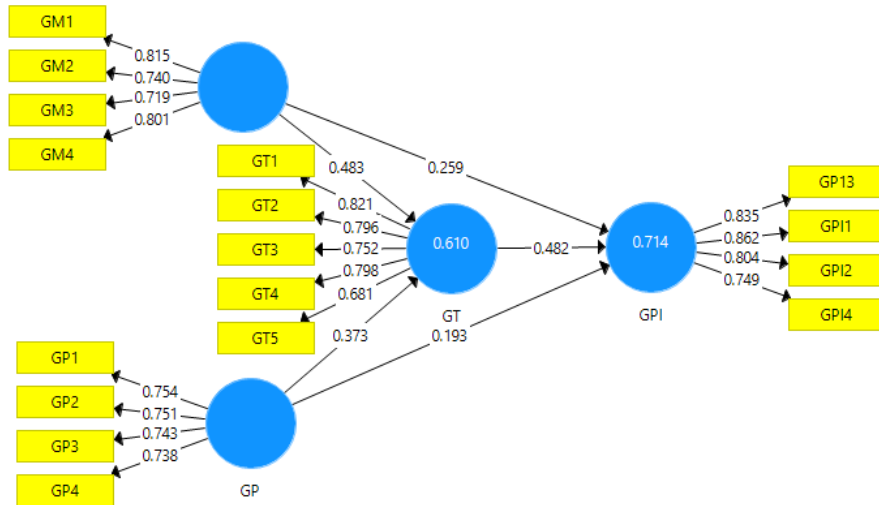 GM1
GM2
GM3
GM4
0.815
0.740
0.719
0.801
0.483
0.259
GT1
GT2
GT3
GT4
GT5
0.821
0.796
0.752
0.798
0.681
0.610
GT
0.482
0.714
GPI
0.835
0.862
0.804
0.749
GP13
GPI1
GPI2
GPI4
0.373
0.193
GP1
GP2
GP3
GP4
0.754
0.751
0.743
0.738
GP